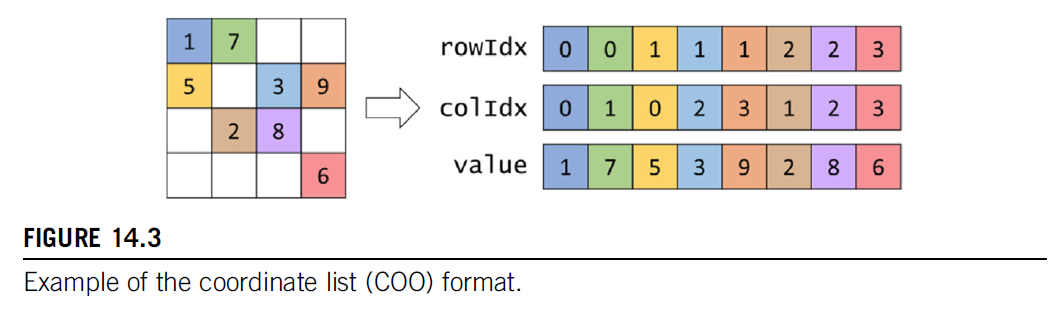 1 7
5 3 9
2 8
6
rowIdx 0 0 1 1 1 2 2 3
colIdx 0 1 0 2 3 1 2 3
value 1 7 5 3 9 2 8 6
FIGURE 14.3
Example of the coordinate list (COO) format.